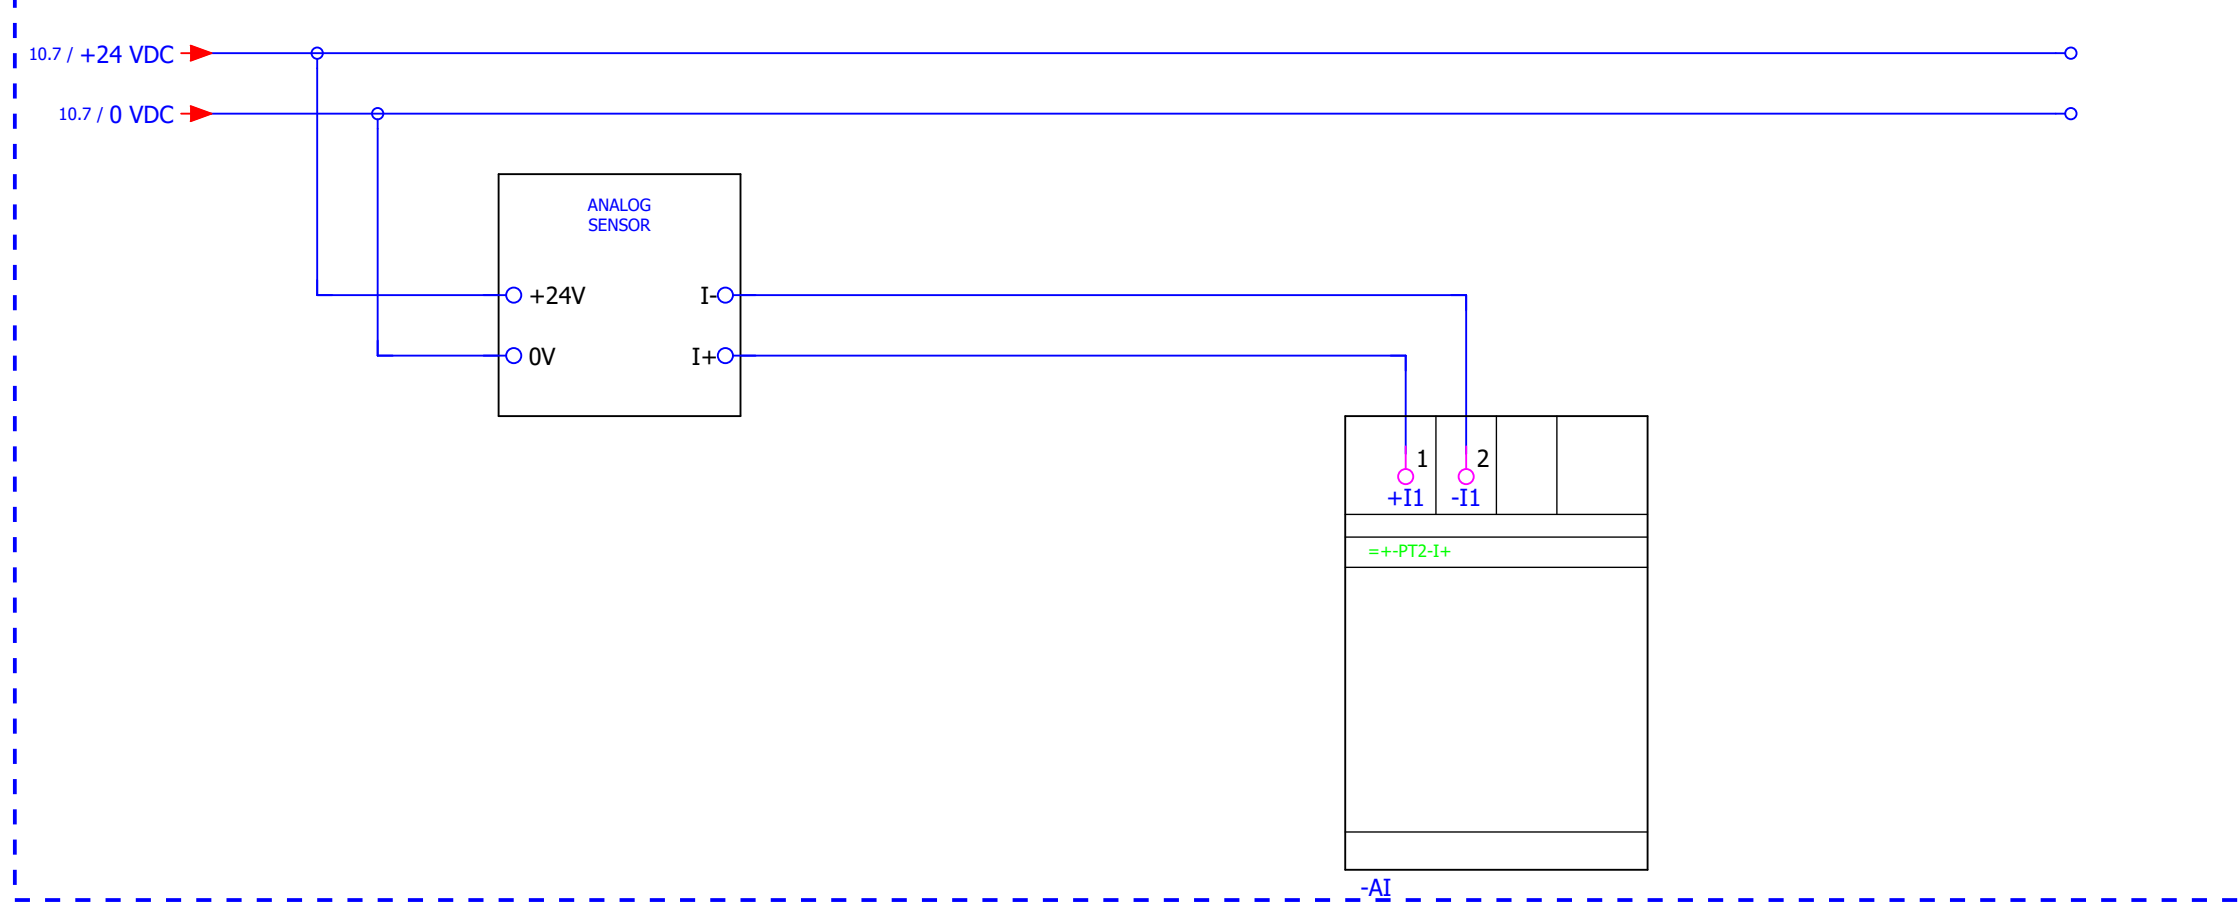 10.7 / +24 VDC
10.7 / 0 VDC
ANALOG
SENSOR
+24V
I-
0V
I+
1
2
+I1
-I1
=+-PT2-I+
-AI